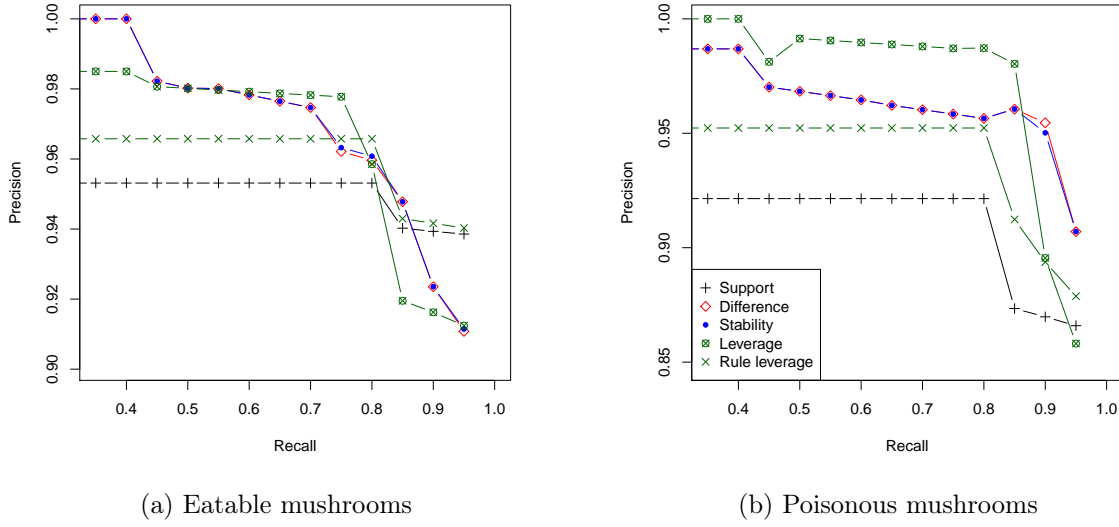 1.00
0.98
0.96
0.94
0.92
0.90
Precision
0.4 0.5 0.6 0.7 0.8 0.9 1.0
Recall
(a) Eatable mushrooms
1.00
0.95
0.90
0.85
Precision
Support
Difference
Stability
Leverage
Rule leverage
0.4 0.5 0.6 0.7 0.8 0.9 1.0
Recall
(b) Poisonous mushrooms